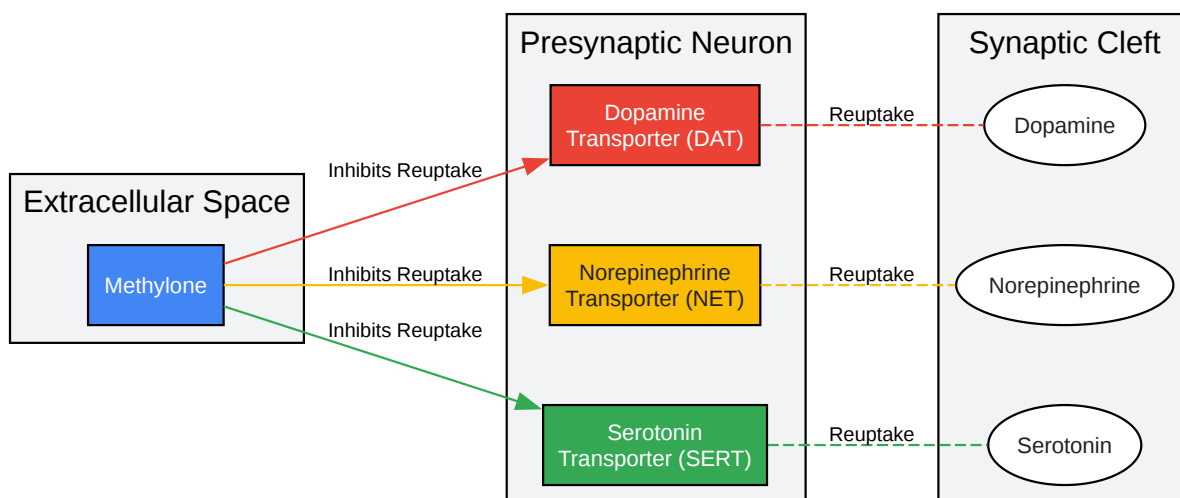 Extracellular Space
Methylone
Inhibits Reuptake
Inhibits Reuptake
Inhibits Reuptake
Presynaptic Neuron
Dopamine
Transporter (DAT)
Norepinephrine
Transporter (NET)
Serotonin
Transporter (SERT)
Reuptake
Reuptake
Reuptake
Synaptic Cleft
Dopamine
Norepinephrine
Serotonin